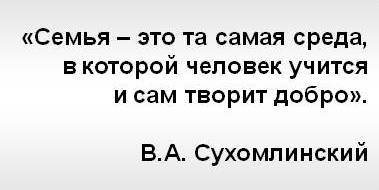 «Семья – это та самая среда,
в которой человек учится
и сам творит добро».
В.А. Сухомлинский